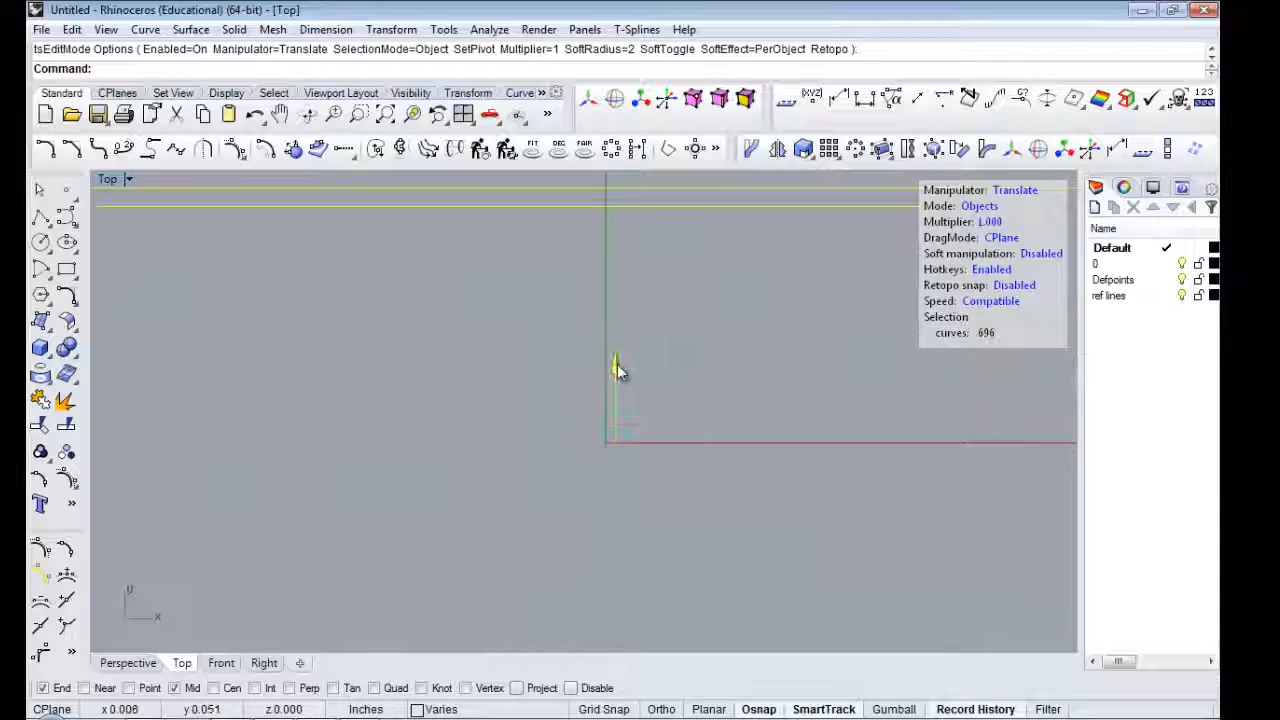 Untitled - Rhinoceros (Educational) (64-bit) - [Top]
File Edit View Curve Surface Solid Mesh Dimension Transform Tools Analyze Render Panels T-Splines Help
tsEditMode Options ( Enabled=On Manipulator=Translate SelectionMode=Object SetPivot Multiplier=1 SoftRadius=2 SoftToggle SoftEffect=PerObject Retopo ):
Command:
Standard CPlanes Set View Display Select Viewport Layout Visibility Transform Curve »
Top
Manipulator: Translate
Mode: Objects
Multiplier: 1.000
DragMode: CPlane
Soft manipulation: Disabled
Hotkeys: Enabled
Retopo snap: Disabled
Speed: Compatible
Selection
curves: 696
Name
Default
0
Defpoints
ref lines
y
x
Perspective Top Front Right
End Near Point Mid Cen Int Perp Tan Quad Knot Vertex Project Disable
CPlane x 0.006 y 0.051 z 0.000 Inches Varies Grid Snap Ortho Planar Osnap SmartTrack Gumball Record History Filter